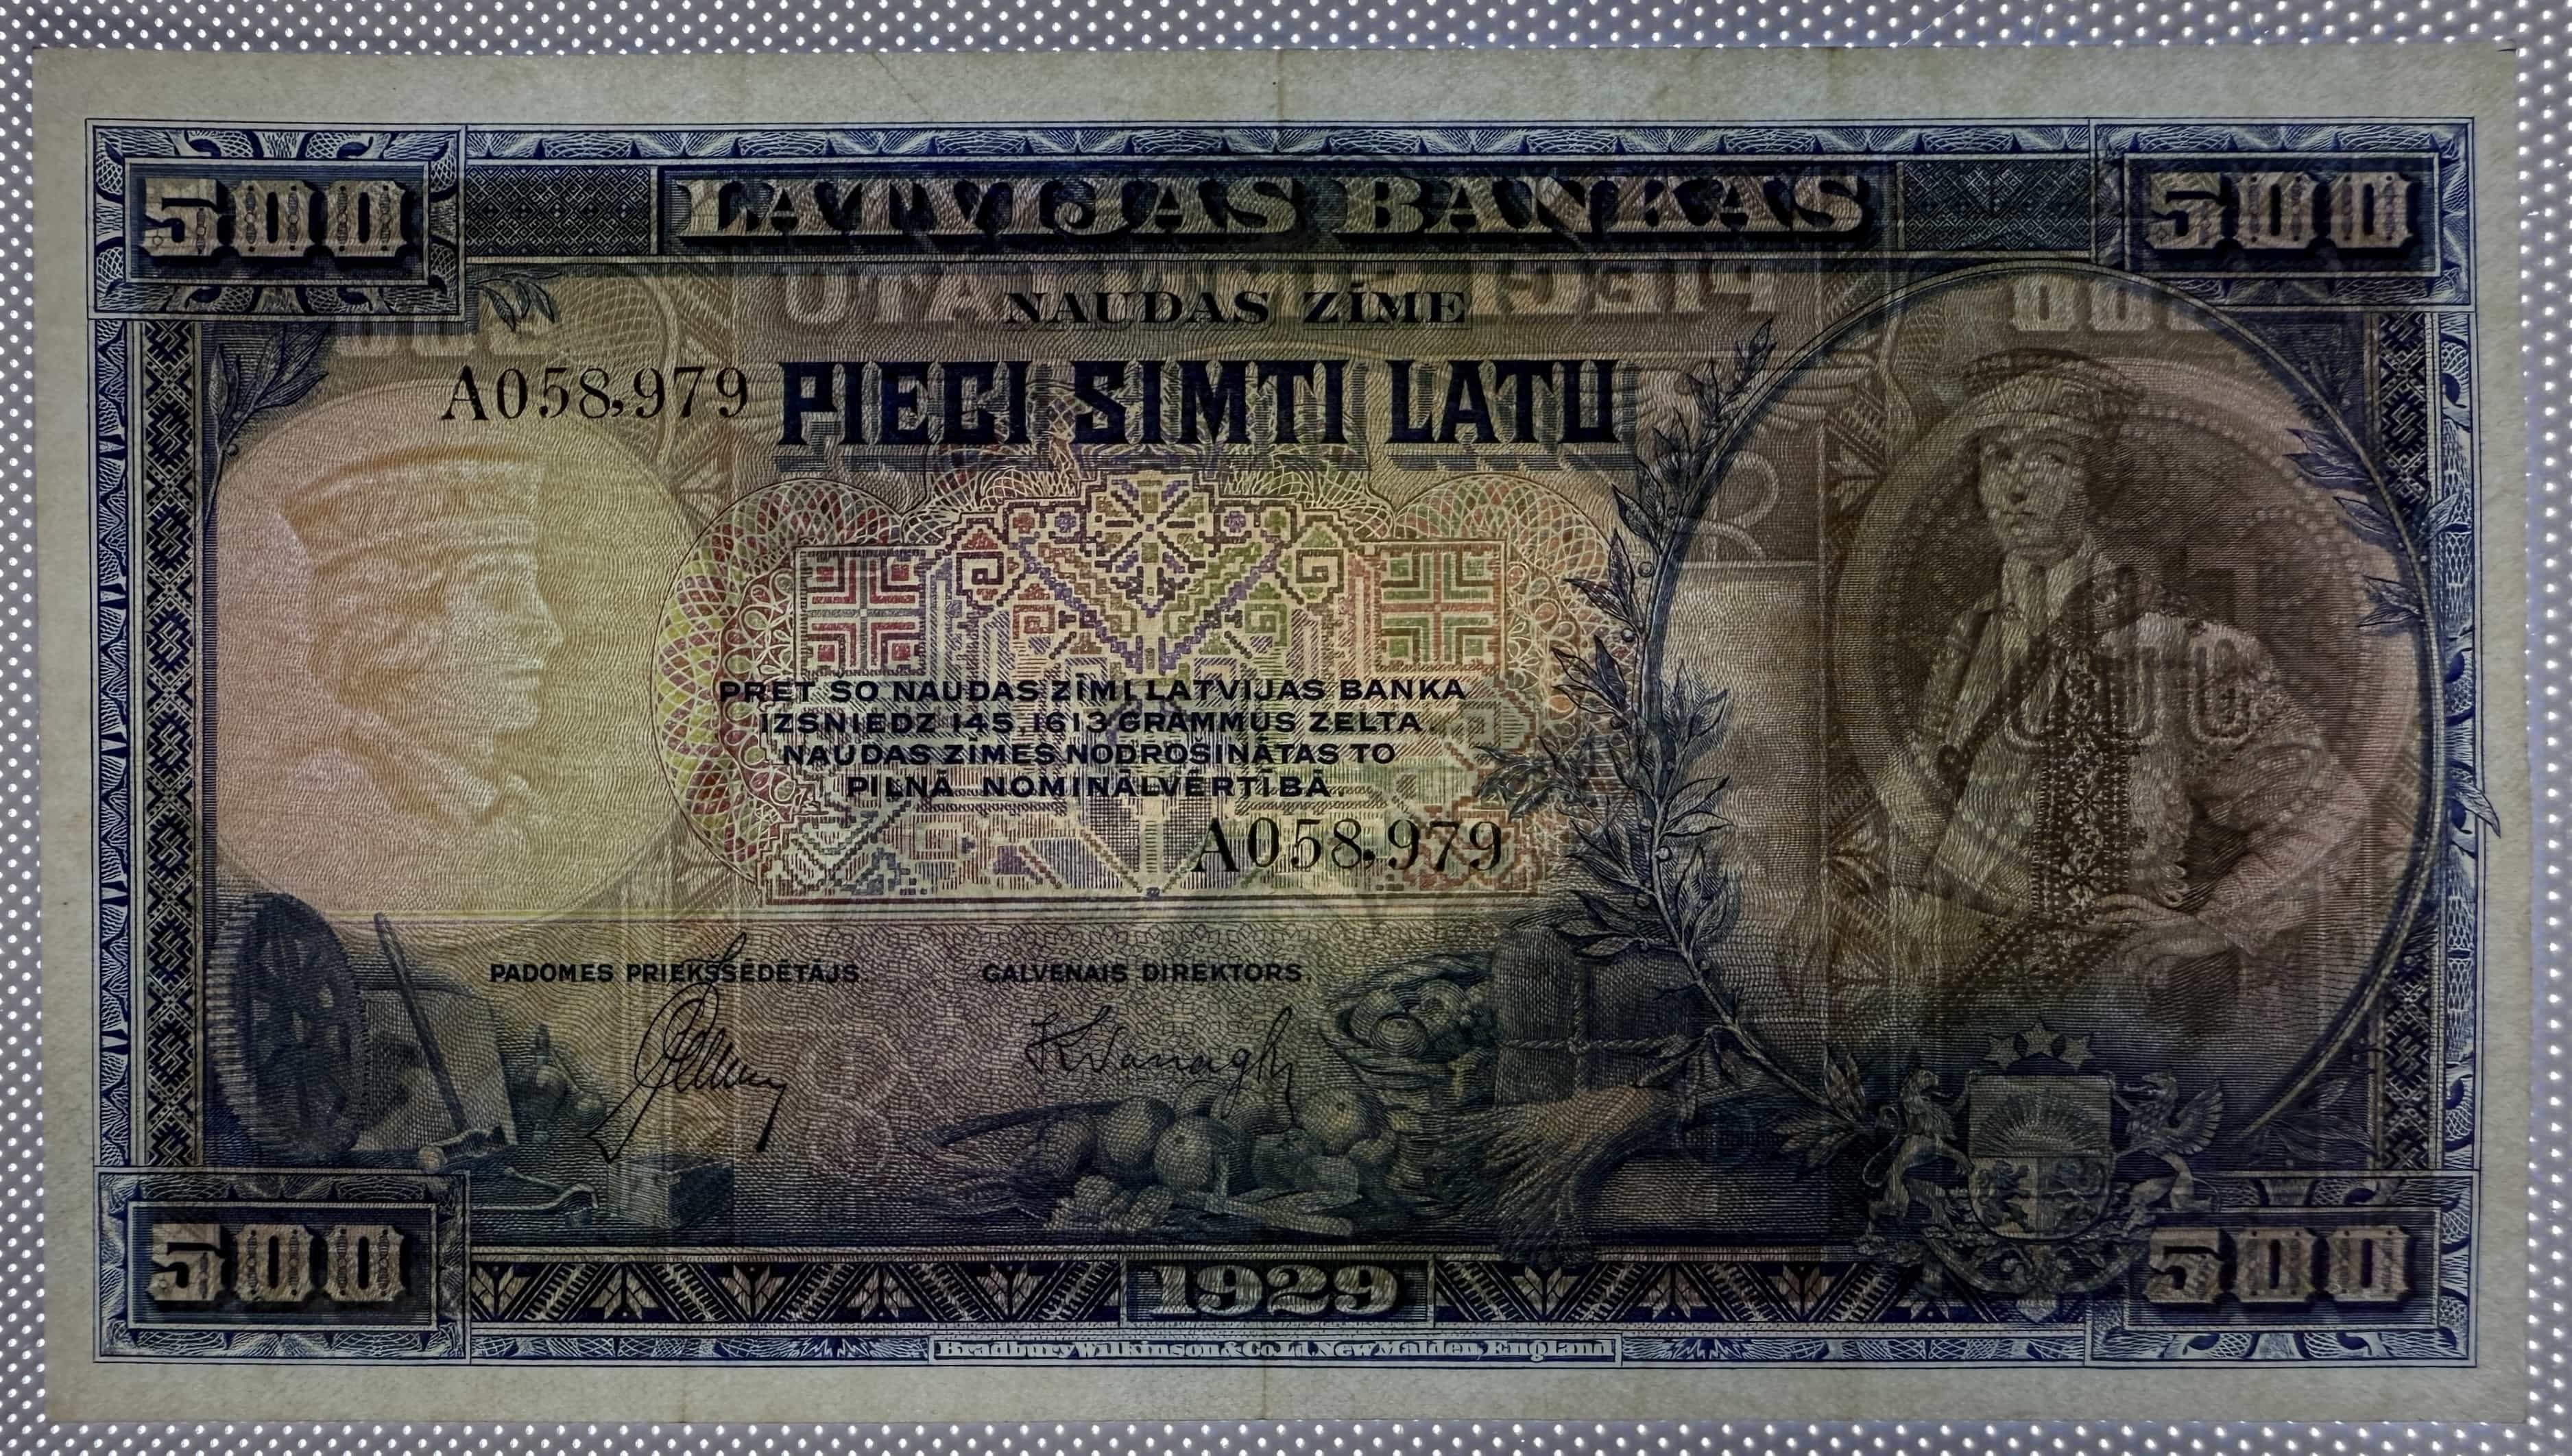 500 LATVIJAS BANKAS 500
NAUDAS ZĪME
A058,979 PIECI SIMTI LATU
PRET ŠO NAUDAS ZĪMI LATVIJAS BANKA
IZSNIEDZ 145,1613 GRAMMUS ZELTA.
NAUDAS ZĪMES NODROŠINĀTAS TO
PILNĀ NOMINĀLVĒRTĪBĀ.
A058,979
PADOMES PRIEKŠSĒDĒTĀJS. GALVENAIS DIREKTORS.
500 1929 500
Bradbury Wilkinson & Co. Ld. New Malden, England